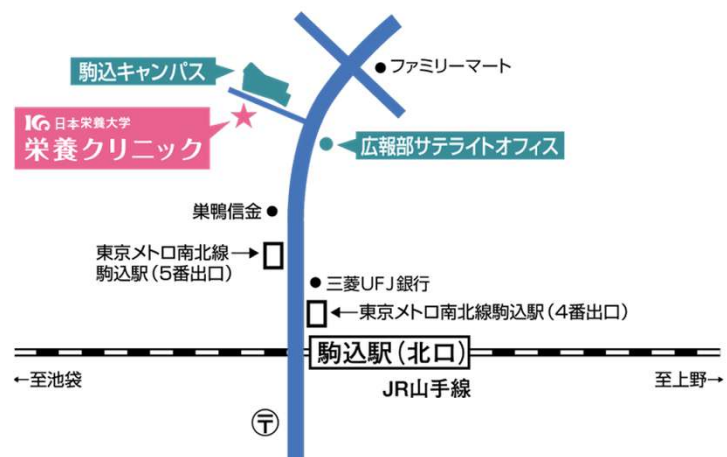 駒込キャンパス
ファミリーマート
日本栄養大学
栄養クリニック
広報部サテライトオフィス
巣鴨信金
東京メトロ南北線→
駒込駅（5番出口）
三菱UFJ銀行
←東京メトロ南北線駒込駅（4番出口）
駒込駅（北口）
←至池袋
JR山手線
至上野→
〒